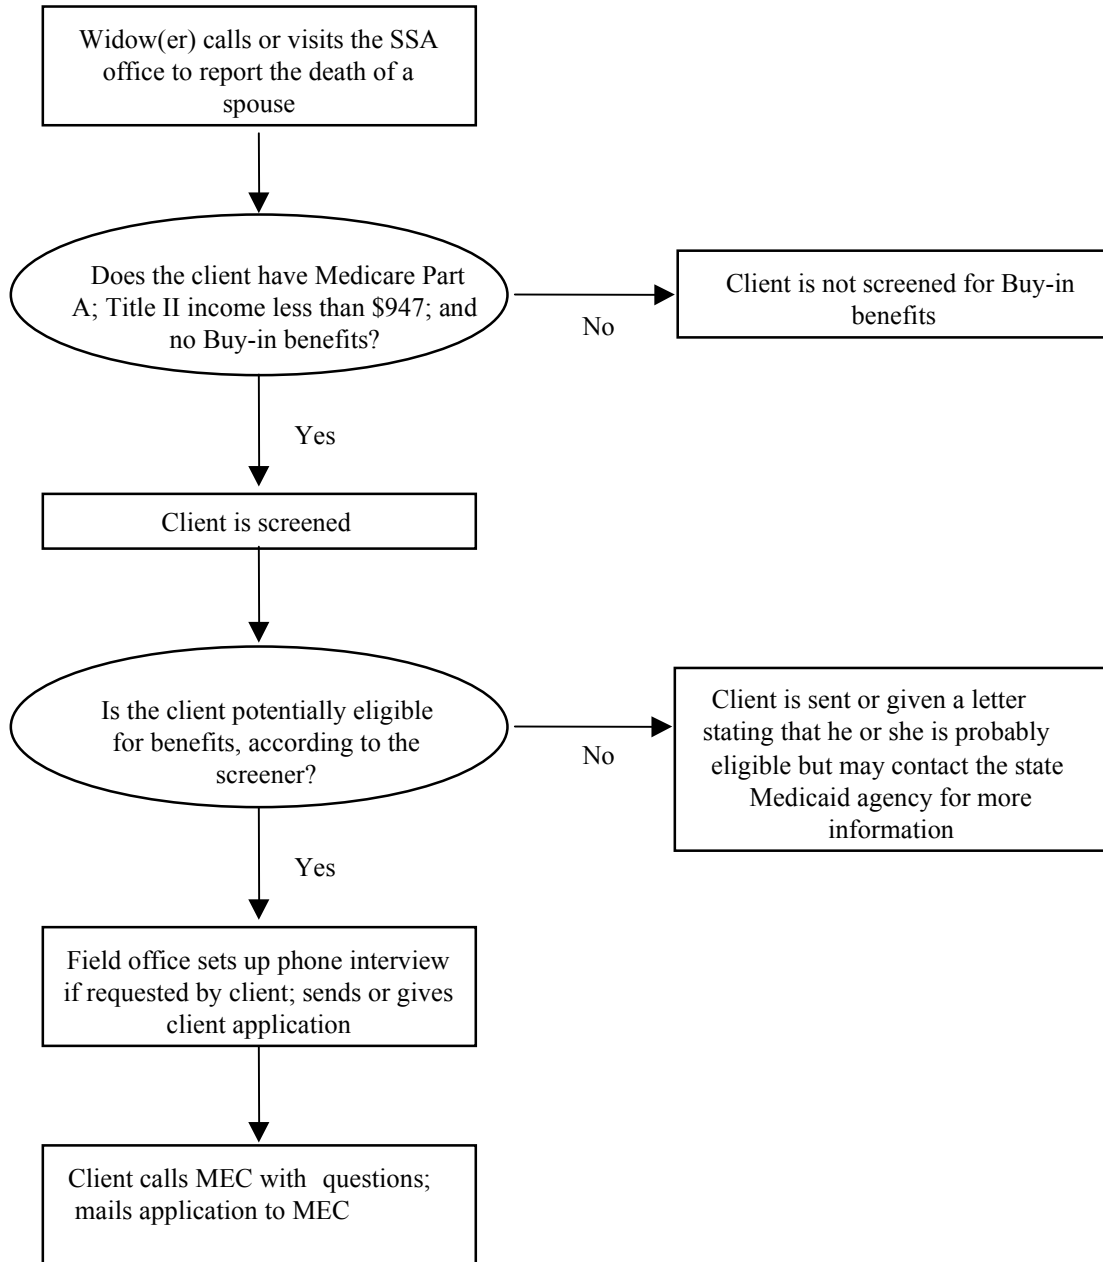 Widow(er) calls or visits the SSA
office to report the death of a
spouse
Does the client have Medicare Part
A; Title II income less than $947; and
no Buy-in benefits?
No
Client is not screened for Buy-in
benefits
Yes
Client is screened
Is the client potentially eligible
for benefits, according to the
screener?
No
Client is sent or given a letter
stating that he or she is probably
eligible but may contact the state
Medicaid agency for more
information
Yes
Field office sets up phone interview
if requested by client; sends or gives
client application
Client calls MEC with questions;
mails application to MEC